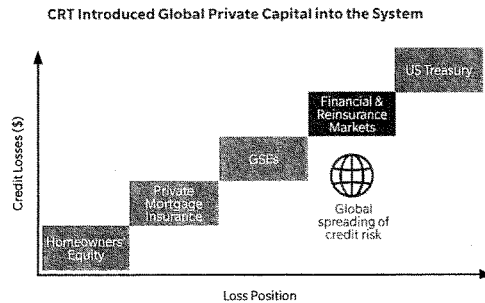 CRT Introduced Global Private Capital into the System
US Treasury
Financial &
Reinsurance
Markets
GSEs
Global
spreading of
credit risk
Private
Mortgage
Insurance
Homeowners'
Equity
Credit Losses ($)
Loss Position